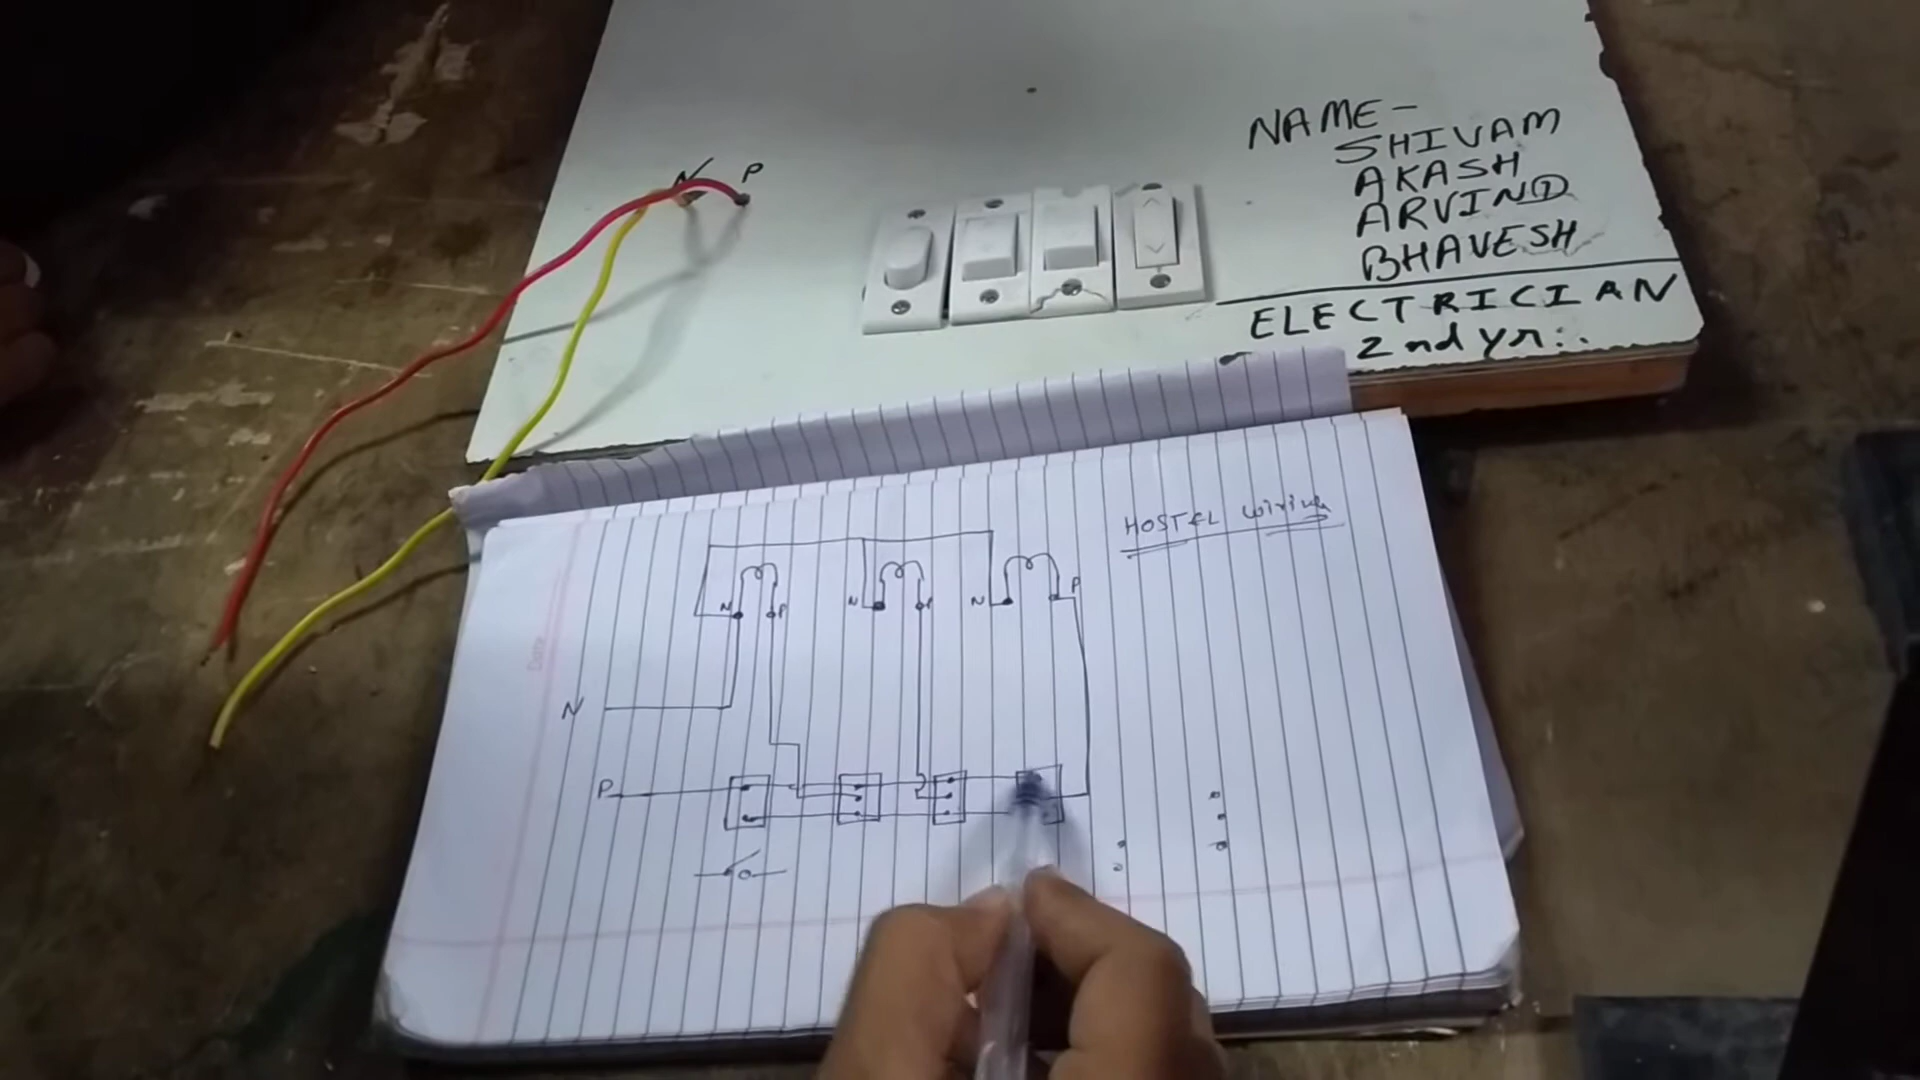 N P
NAME-
SHIVAM
AKASH
ARVIND
BHAVESH
ELECTRICIAN
2nd yr:.
HOSTEL wiring
N P N P N P
N
P